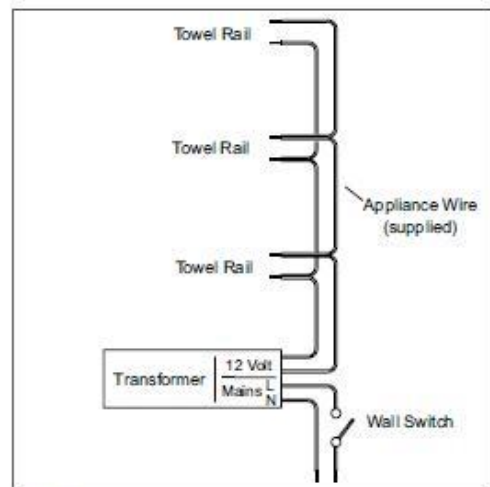 Towel Rail
Towel Rail
Appliance Wire
(supplied)
Towel Rail
Transformer
12 Volt
Mains L
N
Wall Switch